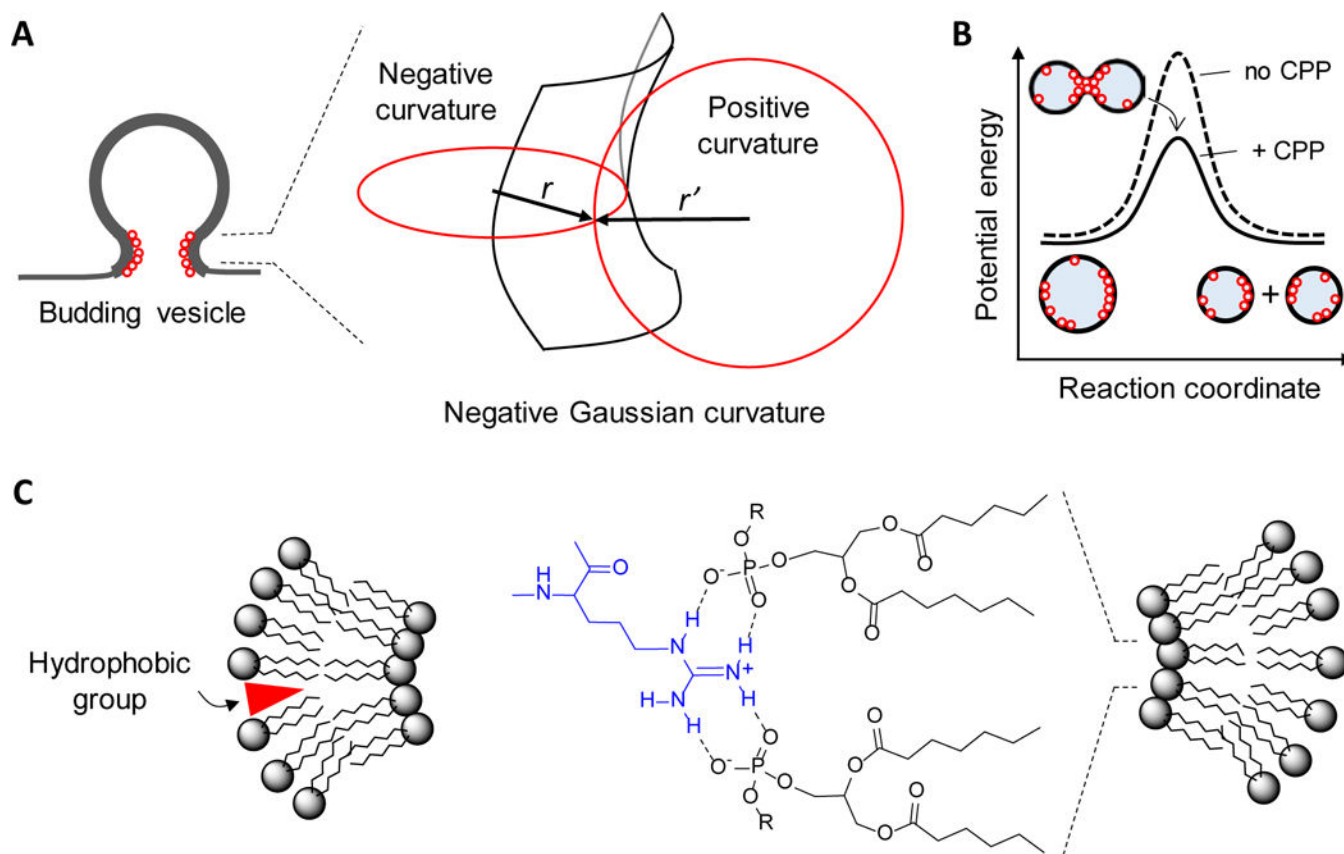 A
Negative
curvature
Positive
curvature
r
r′
Budding vesicle
Negative Gaussian curvature
B
Potential energy
no CPP
+ CPP
+
Reaction coordinate
C
Hydrophobic
group
H
N
O
H
N
H
N+
H
H-N
H
R
O
O-
P
O
O
O
O
O
O
O
O-
P
O
O
R
O
O
O
O